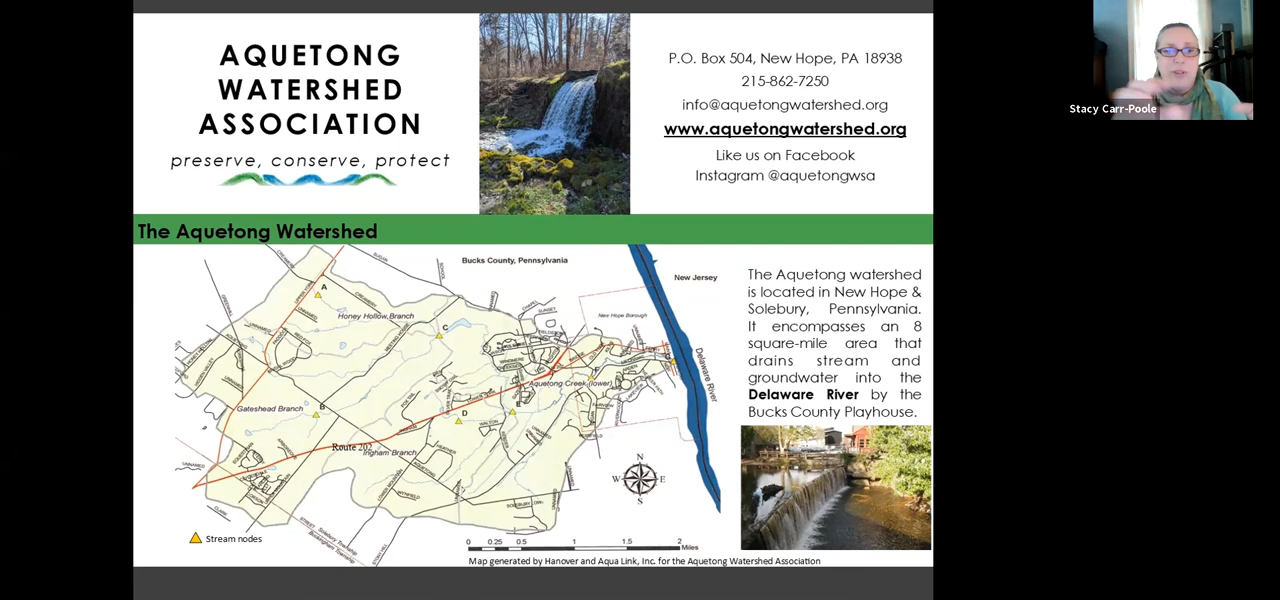 AQUETONG
WATERSHED
ASSOCIATION
preserve, conserve, protect
P.O. Box 504, New Hope, PA 18938
215-862-7250
info@aquetongwatershed.org
www.aquetongwatershed.org
Like us on Facebook
Instagram @aquetongwsa
Stacy Carr-Poole
The Aquetong Watershed
Bucks County, Pennsylvania
New Jersey
A
Honey Hollow Branch
New Hope Borough
C
Delaware River
Aquetong Creek (lower)
F
Gateshead Branch
B
D
E
Route 202
Ingham Branch
N
W E
S
Solebury Township
Buckingham Township
Stream nodes
0 0.25 0.5 1 1.5 2
Miles
Map generated by Hanover and Aqua Link, Inc. for the Aquetong Watershed Association
The Aquetong watershed
is located in New Hope &
Solebury, Pennsylvania.
It encompasses an 8
square-mile area that
drains stream and
groundwater into the
Delaware River by the
Bucks County Playhouse.